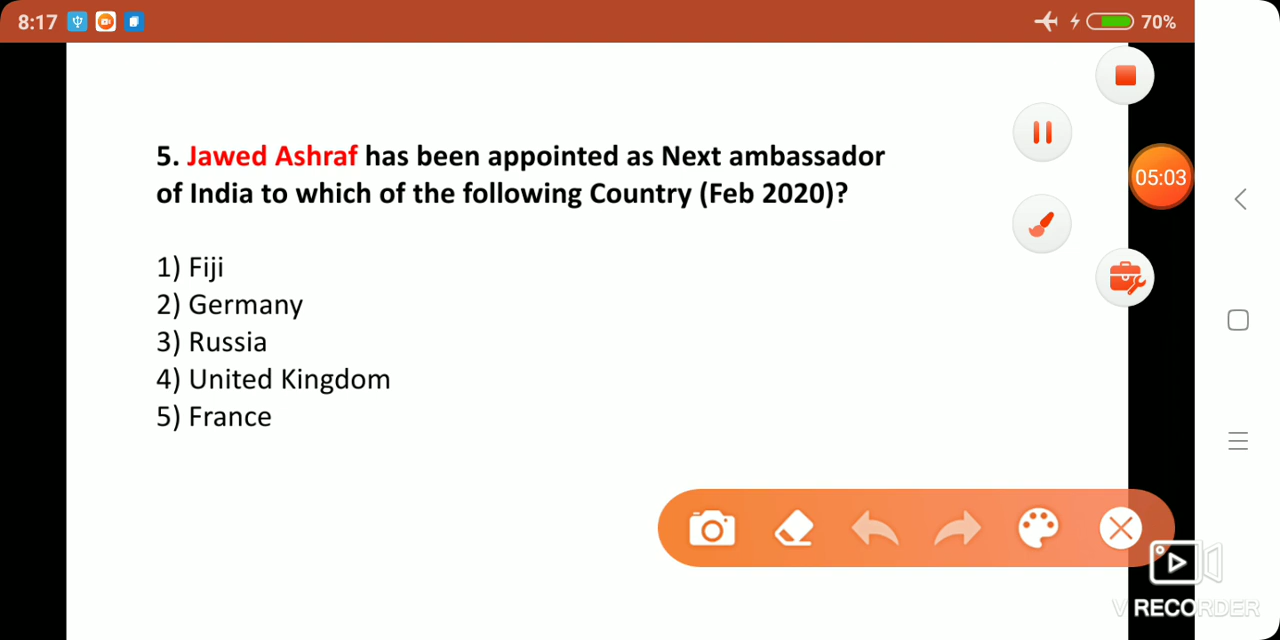 8:17
70%
5. Jawed Ashraf has been appointed as Next ambassador
of India to which of the following Country (Feb 2020)?
05:03
1) Fiji
2) Germany
3) Russia
4) United Kingdom
5) France
V RECORDER